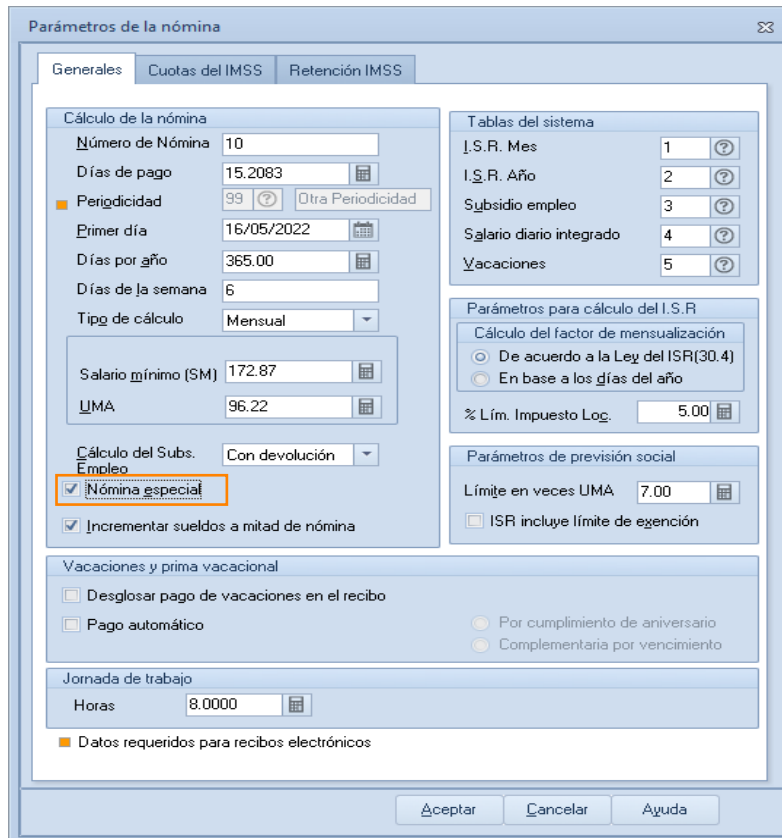 Parámetros de la nómina
Generales Cuotas del IMSS Retención IMSS
Cálculo de la nómina
Número de Nómina 10
Días de pago 15.2083
Periodicidad 99 Otra Periodicidad
Primer día 16/05/2022
Días por año 365.00
Días de la semana 6
Tipo de cálculo Mensual
Salario mínimo (SM) 172.87
UMA 96.22
Cálculo del Subs. Empleo Con devolución
Nómina especial
Incrementar sueldos a mitad de nómina
Tablas del sistema
I.S.R. Mes 1
I.S.R. Año 2
Subsidio empleo 3
Salario diario integrado 4
Vacaciones 5
Parámetros para cálculo del I.S.R
Cálculo del factor de mensualización
De acuerdo a la Ley del ISR(30.4)
En base a los días del año
% Lím. Impuesto Loc. 5.00
Parámetros de previsión social
Límite en veces UMA 7.00
ISR incluye límite de exención
Vacaciones y prima vacacional
Desglosar pago de vacaciones en el recibo
Pago automático
Por cumplimiento de aniversario
Complementaria por vencimiento
Jornada de trabajo
Horas 8.0000
Datos requeridos para recibos electrónicos
Aceptar Cancelar Ayuda